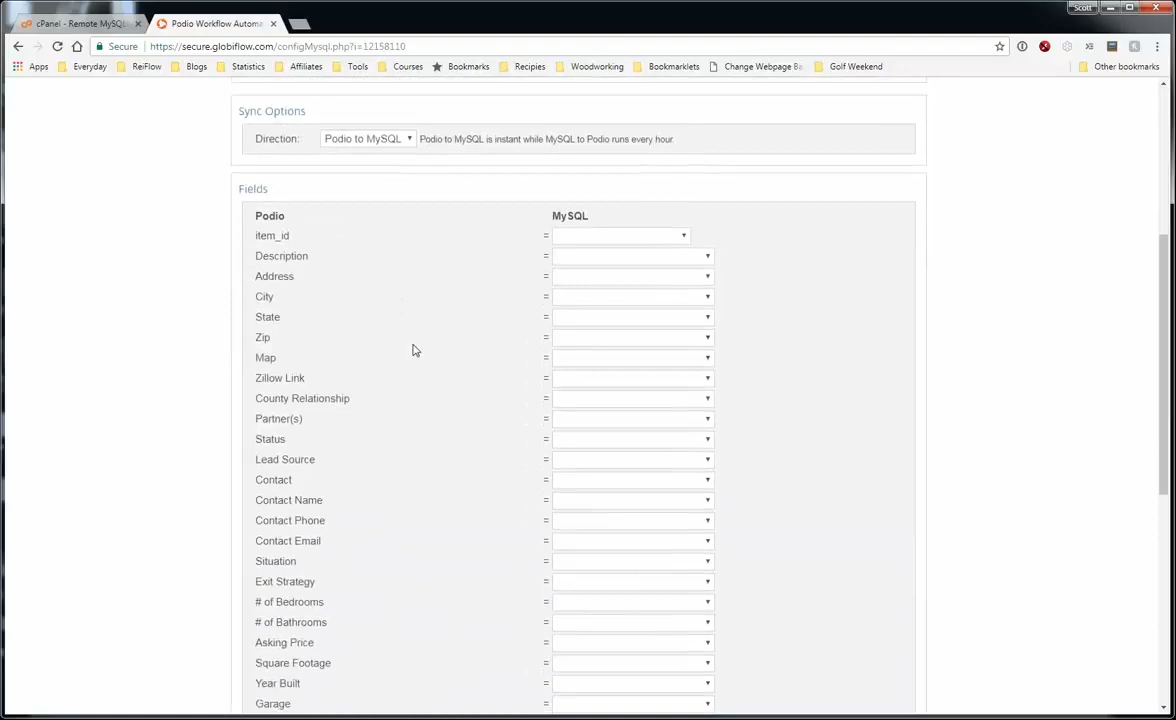 Scott
cPanel - Remote MySQL
Podio Workflow Automa
Secure https://secure.globiflow.com/configMysql.php?i=12158110
Apps Everyday ReiFlow Blogs Statistics Affiliates Tools Courses Bookmarks Recipies Woodworking Bookmarklets Change Webpage Ba Golf Weekend Other bookmarks
Sync Options
Direction: Podio to MySQL Podio to MySQL is instant while MySQL to Podio runs every hour
Fields
Podio MySQL
item_id =
Description =
Address =
City =
State =
Zip =
Map =
Zillow Link =
County Relationship =
Partner(s) =
Status =
Lead Source =
Contact =
Contact Name =
Contact Phone =
Contact Email =
Situation =
Exit Strategy =
# of Bedrooms =
# of Bathrooms =
Asking Price =
Square Footage =
Year Built =
Garage =